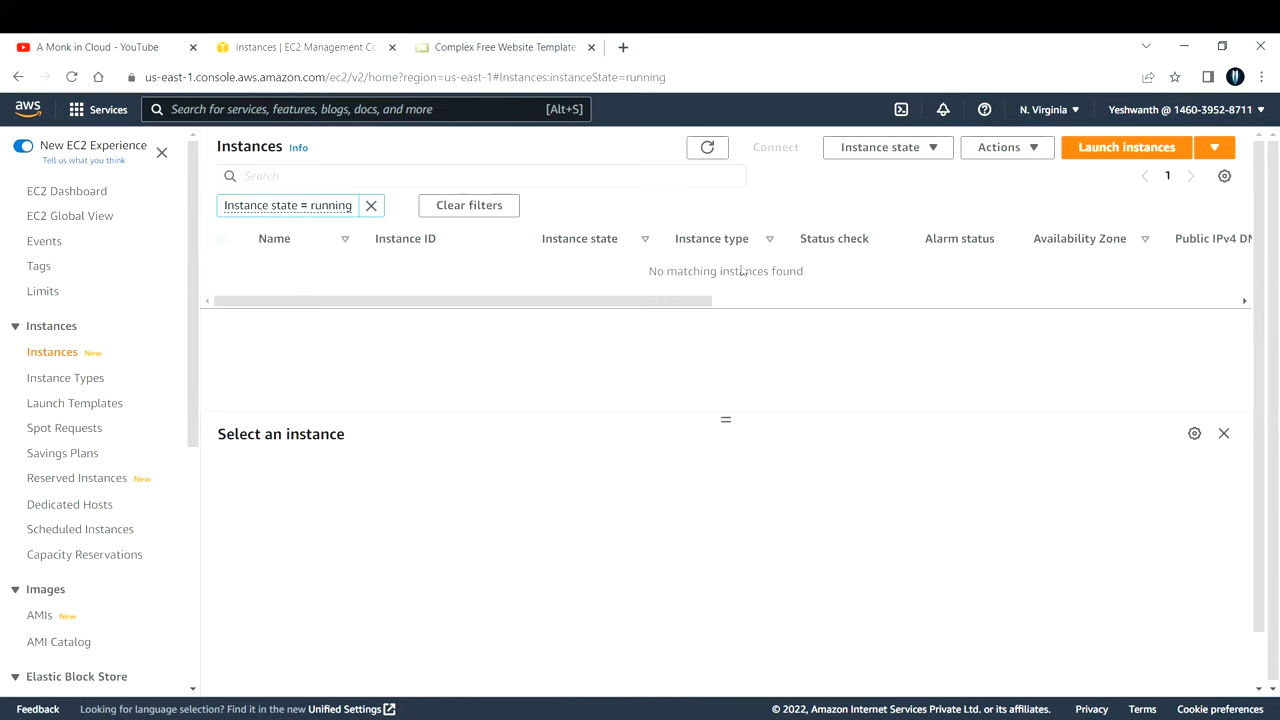 A Monk in Cloud - YouTube
Instances | EC2 Management Co
Complex Free Website Template
us-east-1.console.aws.amazon.com/ec2/v2/home?region=us-east-1#Instances:instanceState=running
aws
Services
Search for services, features, blogs, docs, and more
[Alt+S]
N. Virginia
Yeshwanth @ 1460-3952-8711
New EC2 Experience
Tell us what you think
EC2 Dashboard
EC2 Global View
Events
Tags
Limits
Instances
Instances New
Instance Types
Launch Templates
Spot Requests
Savings Plans
Reserved Instances New
Dedicated Hosts
Scheduled Instances
Capacity Reservations
Images
AMIs New
AMI Catalog
Elastic Block Store
Instances Info
Connect
Instance state
Actions
Launch instances
Search
1
Instance state = running
Clear filters
Name
Instance ID
Instance state
Instance type
Status check
Alarm status
Availability Zone
Public IPv4 DN
No matching instances found
Select an instance
Feedback
Looking for language selection? Find it in the new Unified Settings
© 2022, Amazon Internet Services Private Ltd. or its affiliates.
Privacy
Terms
Cookie preferences